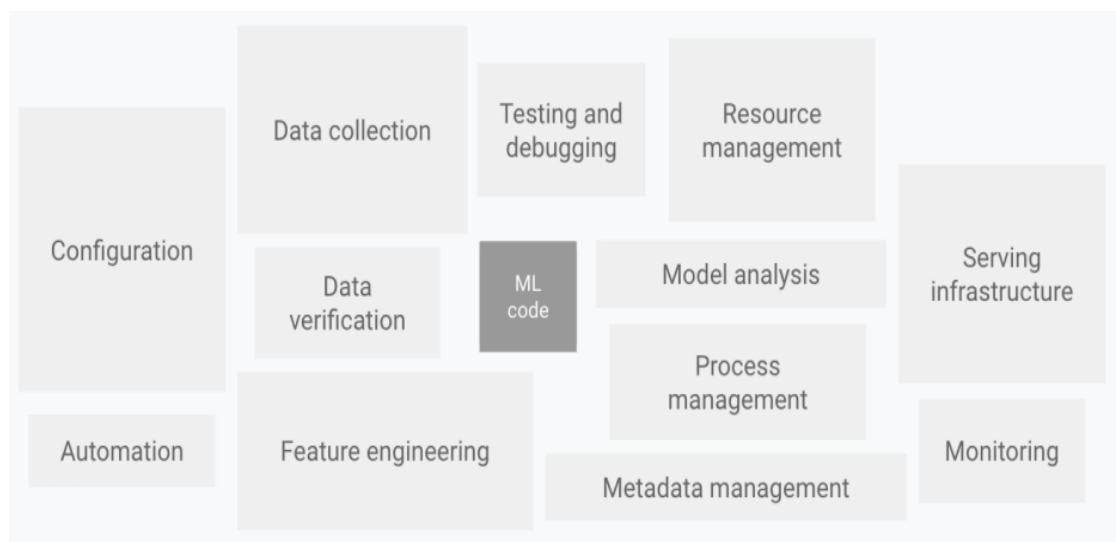 Data collection
Testing and
debugging
Resource
management
Configuration
Data
verification
ML
code
Model analysis
Serving
infrastructure
Process
management
Automation
Feature engineering
Metadata management
Monitoring